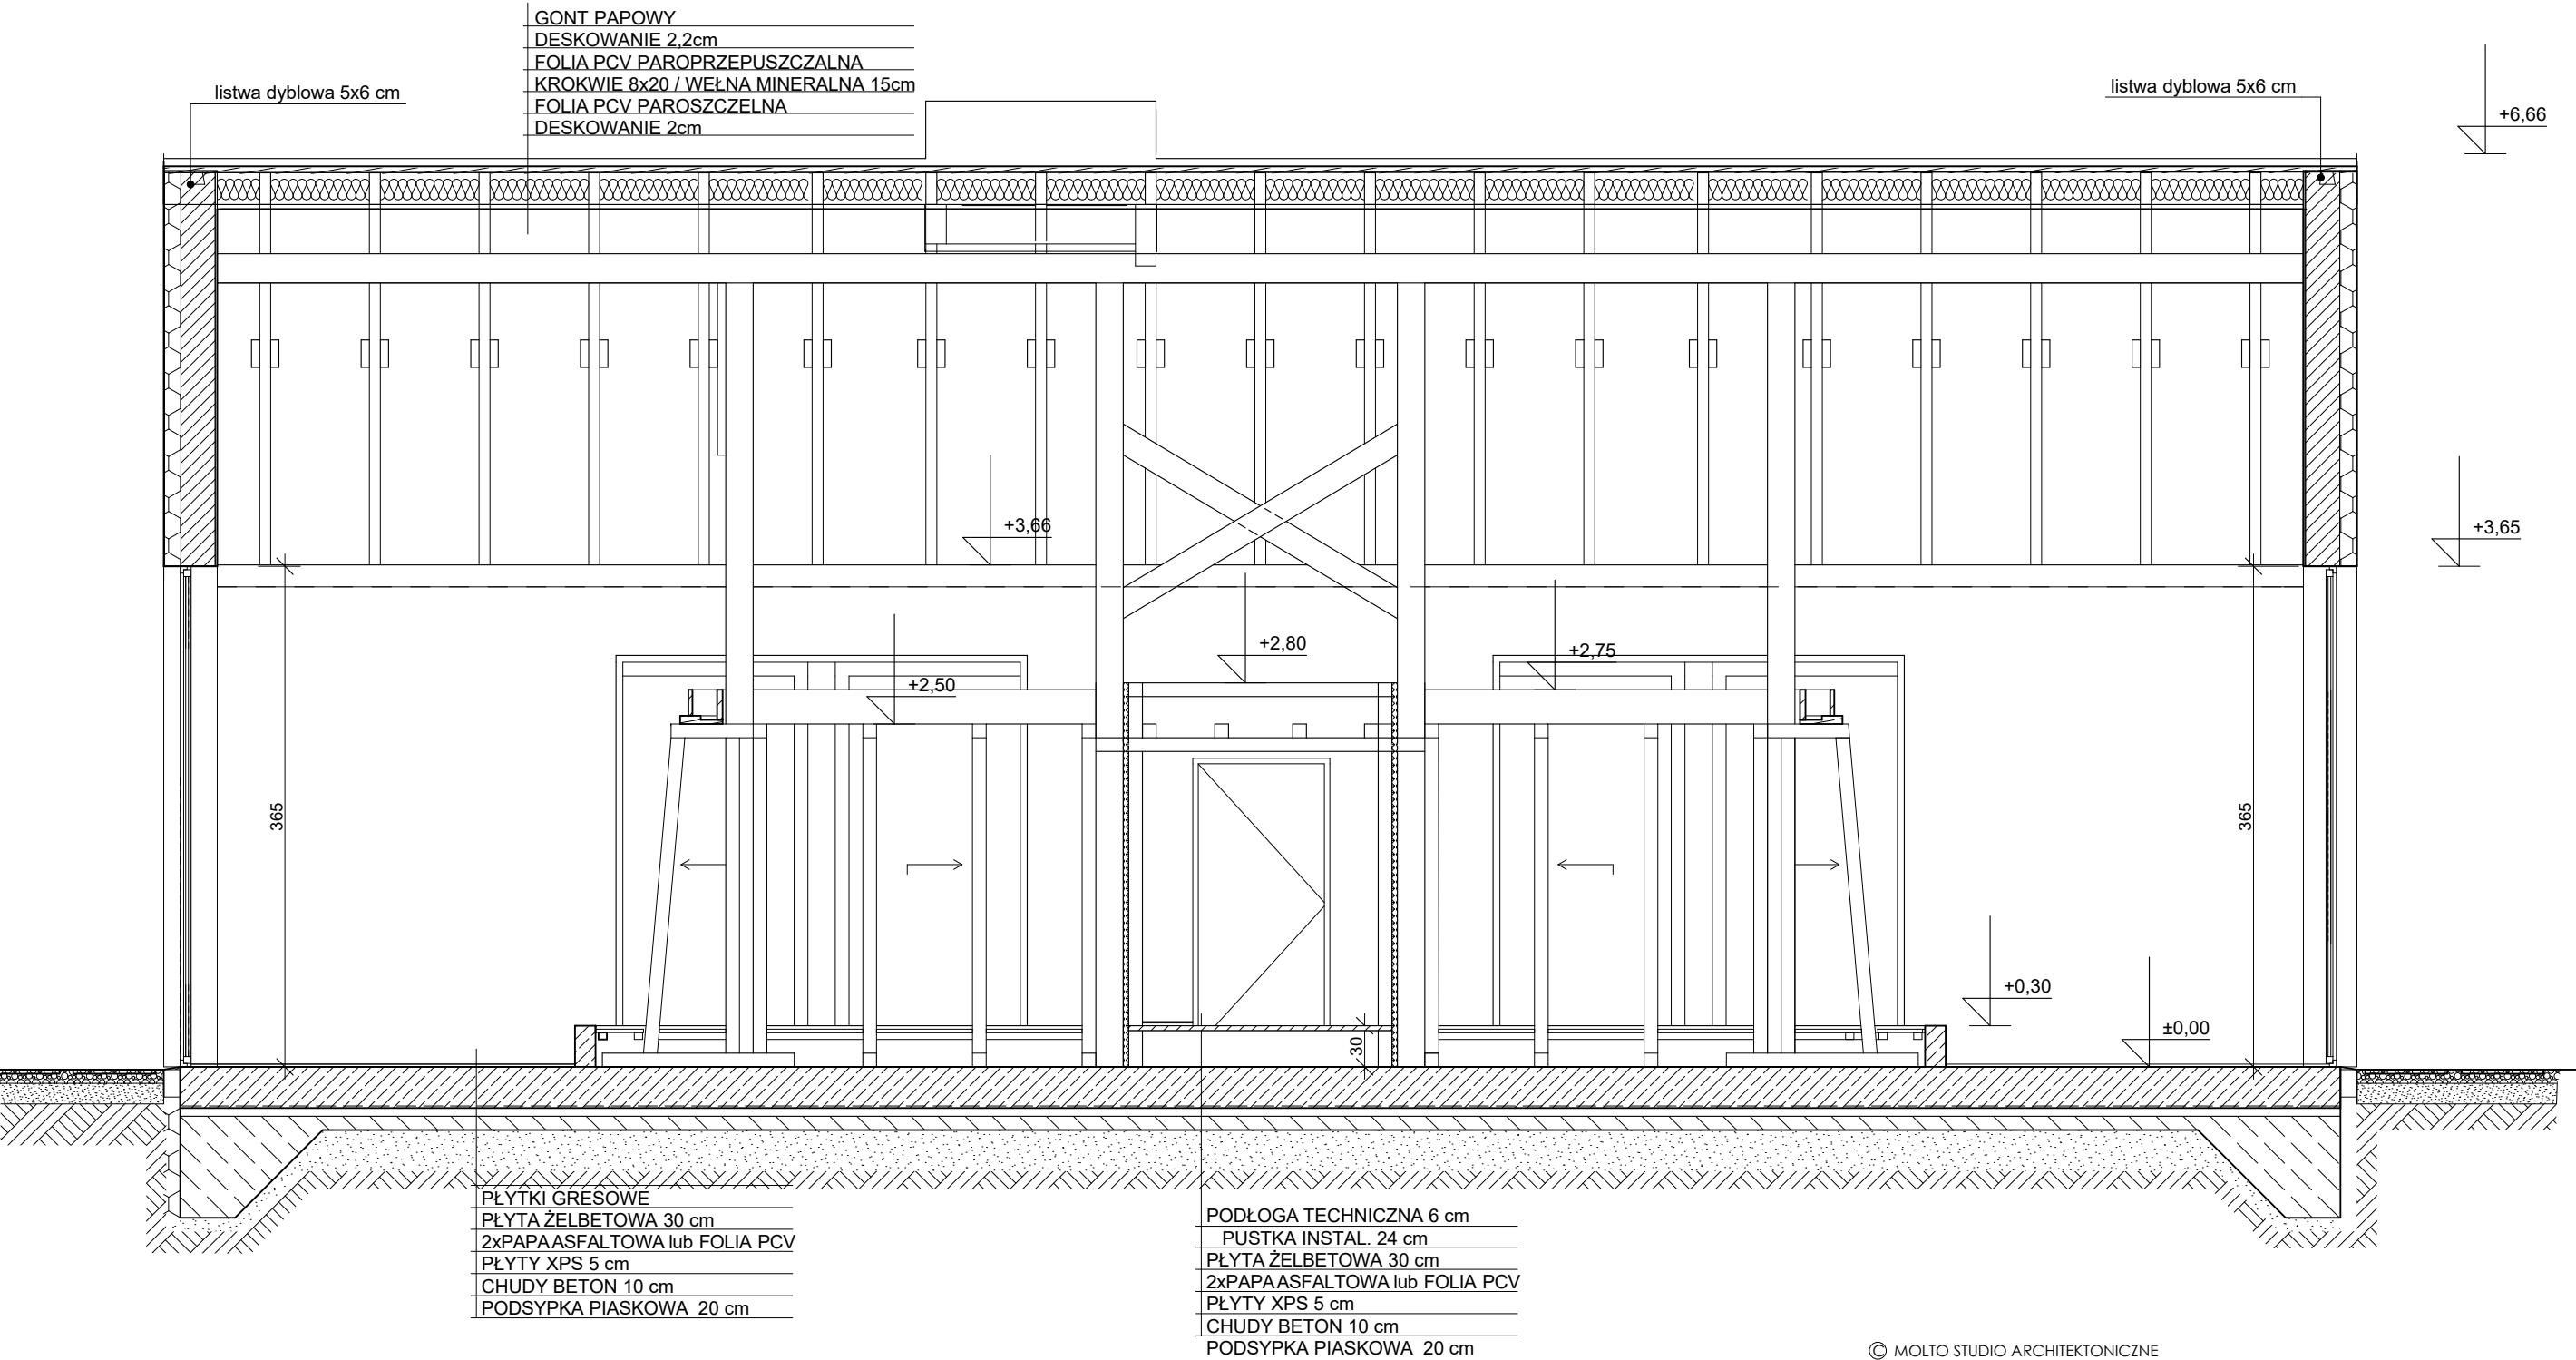 GONT PAPOWY
DESKOWANIE 2,2cm
FOLIA PCV PAROPRZEPUSZCZALNA
KROKWIE 8x20 / WEŁNA MINERALNA 15cm
FOLIA PCV PAROSZCZELNA
DESKOWANIE 2cm
listwa dyblowa 5x6 cm
listwa dyblowa 5x6 cm
+6,66
+3,66
+3,65
+2,80
+2,75
+2,50
365
365
+0,30
±0,00
30
PŁYTKI GRESOWE
PŁYTA ŻELBETOWA 30 cm
2xPAPA ASFALTOWA lub FOLIA PCV
PŁYTY XPS 5 cm
CHUDY BETON 10 cm
PODSYPKA PIASKOWA 20 cm
PODŁOGA TECHNICZNA 6 cm
PUSTKA INSTAL. 24 cm
PŁYTA ŻELBETOWA 30 cm
2xPAPA ASFALTOWA lub FOLIA PCV
PŁYTY XPS 5 cm
CHUDY BETON 10 cm
PODSYPKA PIASKOWA 20 cm
© MOLTO STUDIO ARCHITEKTONICZNE